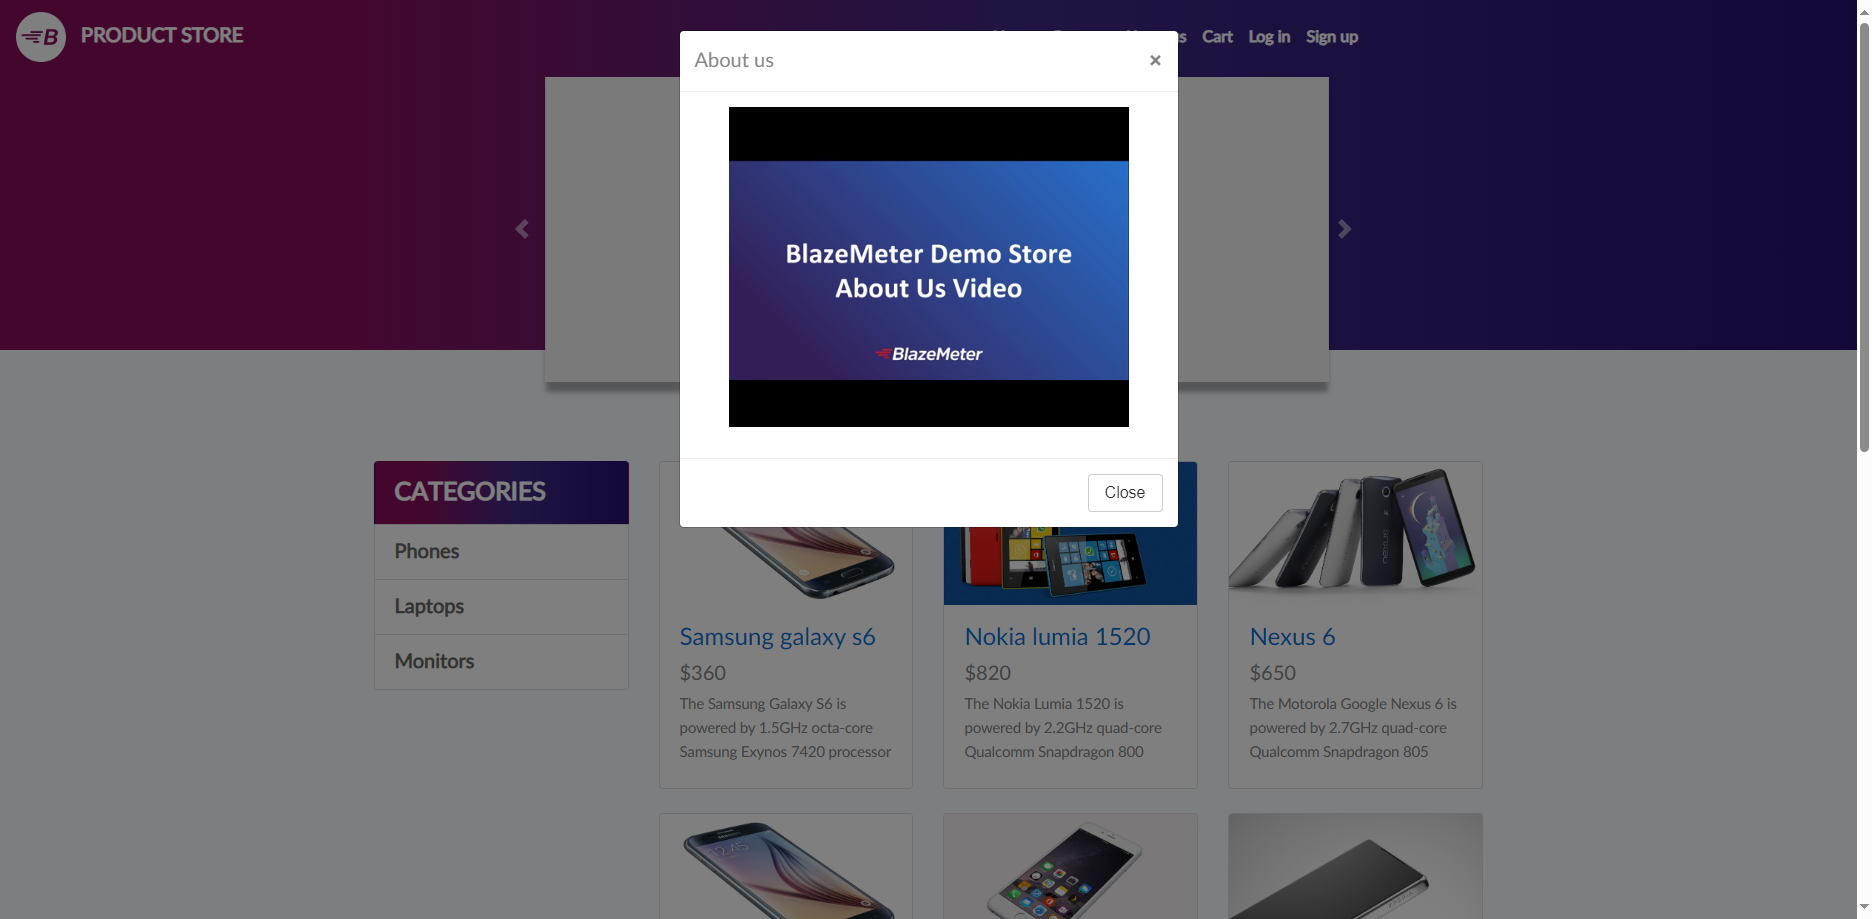 PRODUCT STORE
Cart
Log in
Sign up
About us
×
BlazeMeter Demo Store
About Us Video
BlazeMeter
Close
CATEGORIES
Phones
Laptops
Monitors
Samsung galaxy s6
$360
The Samsung Galaxy S6 is
powered by 1.5GHz octa-core
Samsung Exynos 7420 processor
Nokia lumia 1520
$820
The Nokia Lumia 1520 is
powered by 2.2GHz quad-core
Qualcomm Snapdragon 800
Nexus 6
$650
The Motorola Google Nexus 6 is
powered by 2.7GHz quad-core
Qualcomm Snapdragon 805
12:45